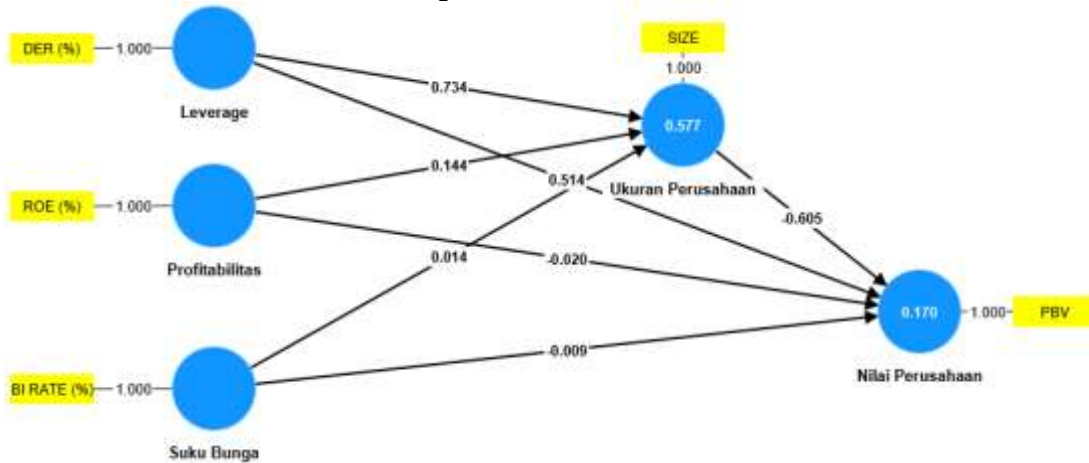 DER (%)
1.000
Leverage
ROE (%)
1.000
Profitabilitas
BI RATE (%)
1.000
Suku Bunga
0.734
0.144
0.014
0.514
-0.020
-0.009
SIZE
1.000
0.577
Ukuran Perusahaan
-0.605
0.170
1.000
PBV
Nilai Perusahaan